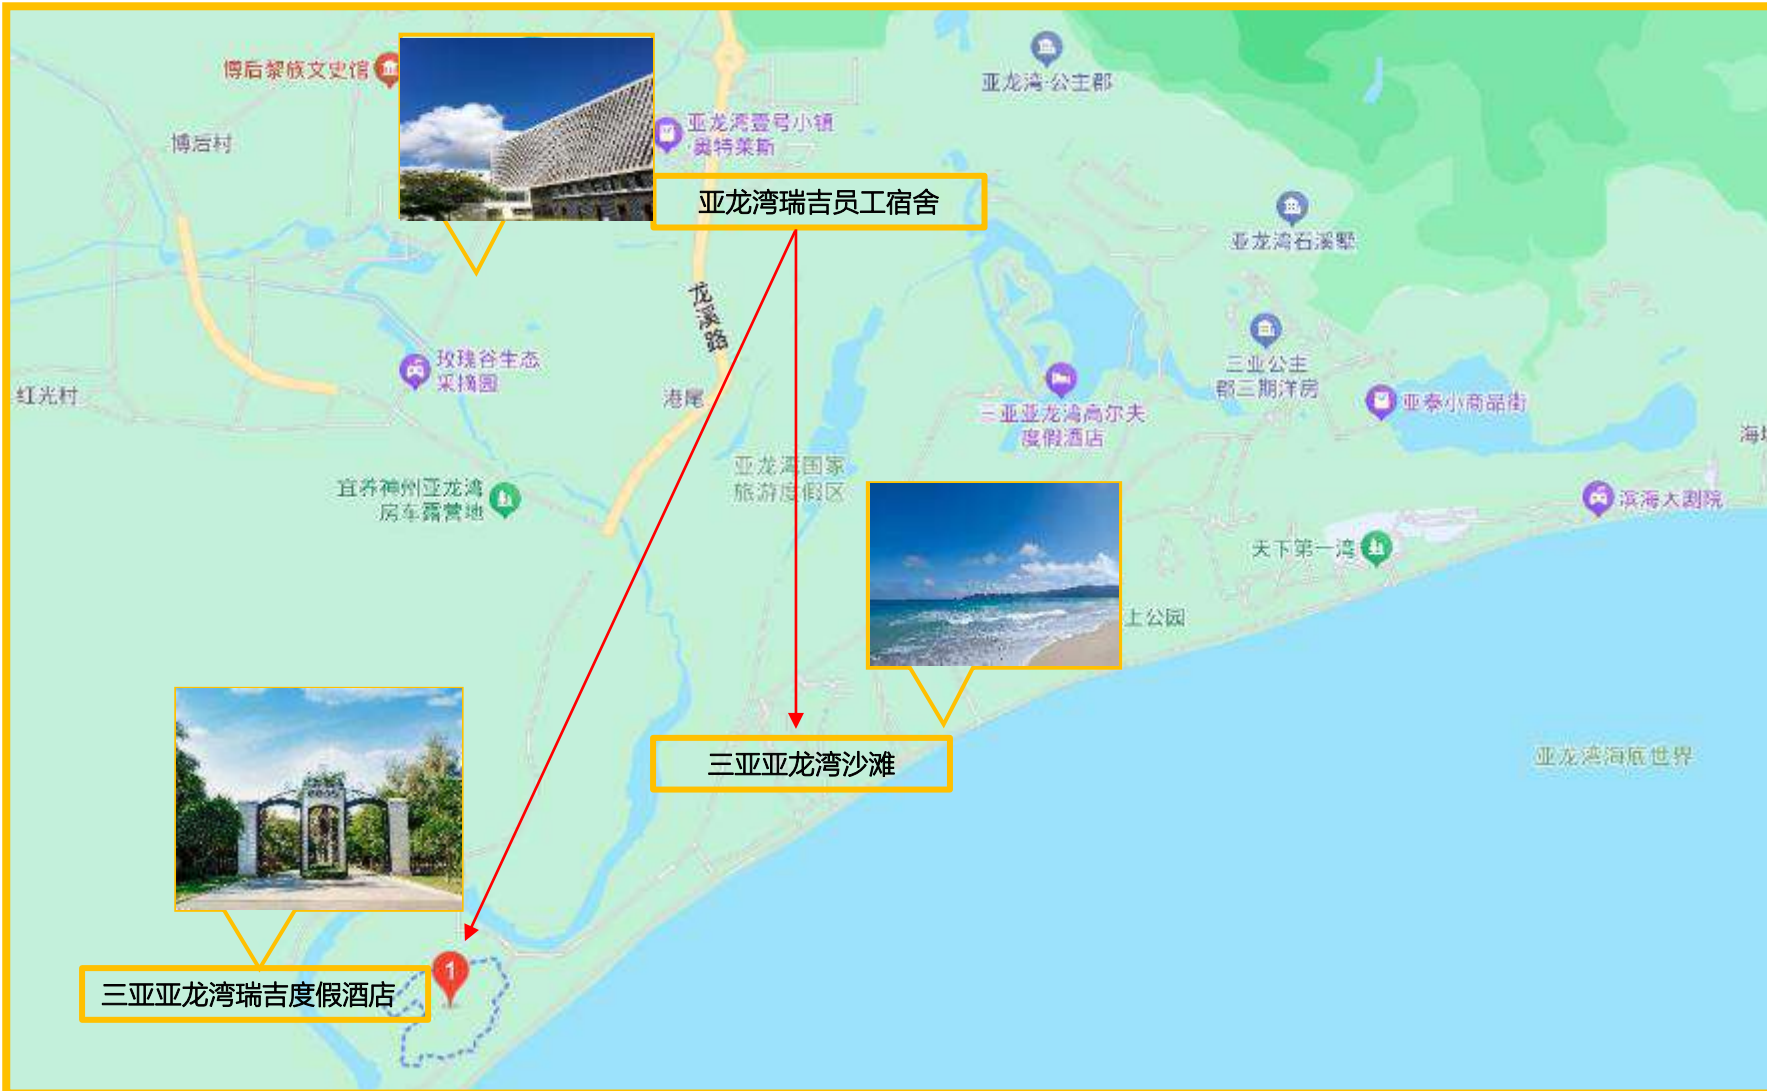 博后黎族文史馆
亚龙湾·公主郡
亚龙湾壹号小镇
·奥特莱斯
博后村
亚龙湾瑞吉员工宿舍
亚龙湾石溪墅
龙溪路
玫瑰谷生态
采摘园
三业公主
郡三期洋房
红光村
港尾
三亚亚龙湾高尔夫
度假酒店
亚泰小商品街
亚龙湾国家
旅游度假区
宜养神州亚龙湾
房车露营地
滨海大剧院
天下第一湾
上公园
三亚亚龙湾沙滩
亚龙湾海底世界
1
三亚亚龙湾瑞吉度假酒店